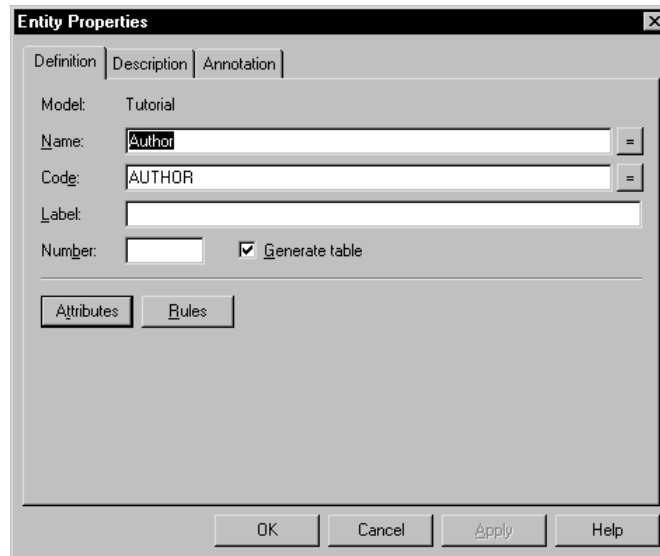 Entity Properties
Definition Description Annotation
Model: Tutorial
Name: Author =
Code: AUTHOR =
Label:
Number: Generate table
Attributes Rules
OK Cancel Apply Help